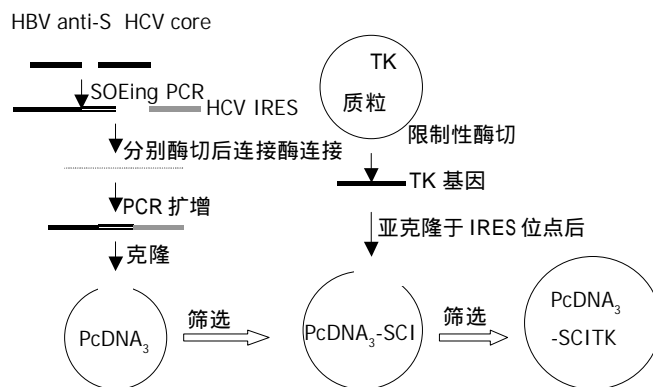 HBV anti-S HCV core
SOEing PCR
HCV IRES
分别酶切后连接酶连接
PCR 扩增
克隆
PcDNA₃
筛选
TK
质粒
限制性酶切
TK 基因
亚克隆于 IRES 位点后
PcDNA₃-SCI
筛选
PcDNA₃
-SCITK